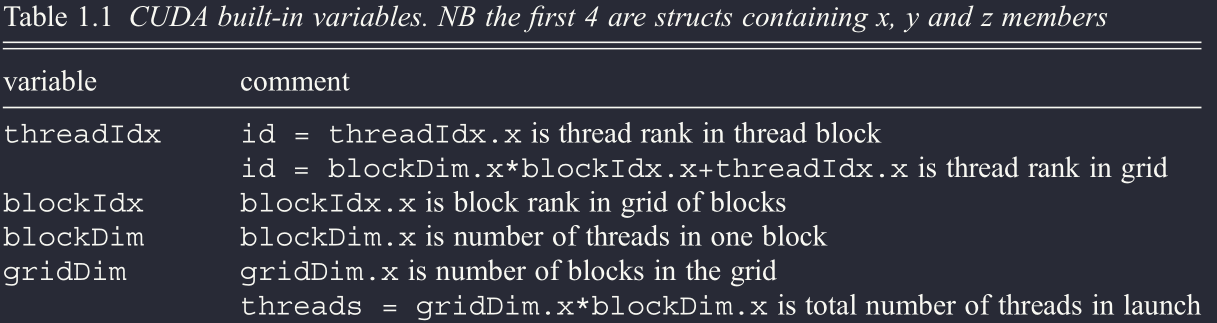 Table 1.1 CUDA built-in variables. NB the first 4 are structs containing x, y and z members
variable comment
threadIdx id = threadIdx.x is thread rank in thread block
id = blockDim.x*blockIdx.x+threadIdx.x is thread rank in grid
blockIdx blockIdx.x is block rank in grid of blocks
blockDim blockDim.x is number of threads in one block
gridDim gridDim.x is number of blocks in the grid
threads = gridDim.x*blockDim.x is total number of threads in launch